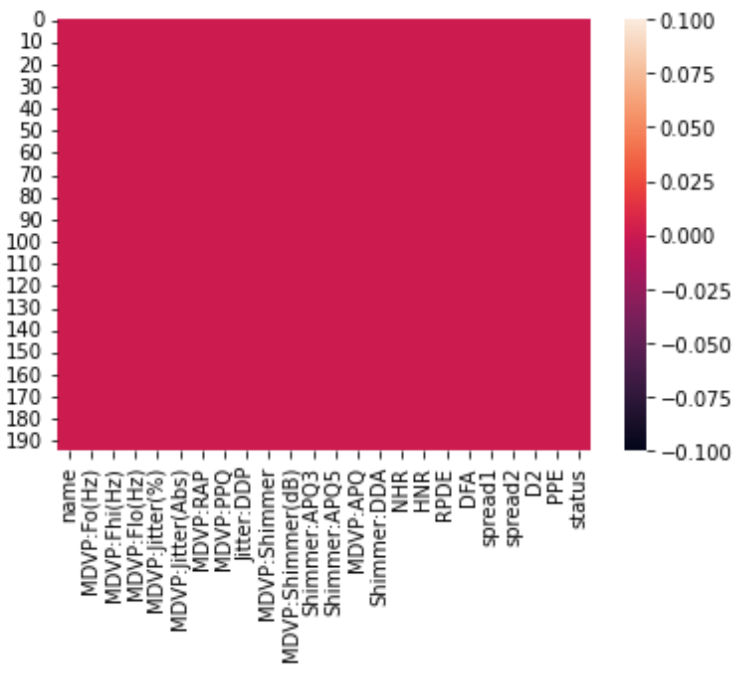 0
10
20
30
40
50
60
70
80
90
100
110
120
130
140
150
160
170
180
190
name
MDVP:Fo(Hz)
MDVP:Fhi(Hz)
MDVP:Flo(Hz)
MDVP:Jitter(%)
MDVP:Jitter(Abs)
MDVP:RAP
MDVP:PPQ
Jitter:DDP
MDVP:Shimmer
MDVP:Shimmer(dB)
Shimmer:APQ3
Shimmer:APQ5
MDVP:APQ
Shimmer:DDA
NHR
HNR
RPDE
DFA
spread1
spread2
D2
PPE
status
0.100
0.075
0.050
0.025
0.000
−0.025
−0.050
−0.075
−0.100